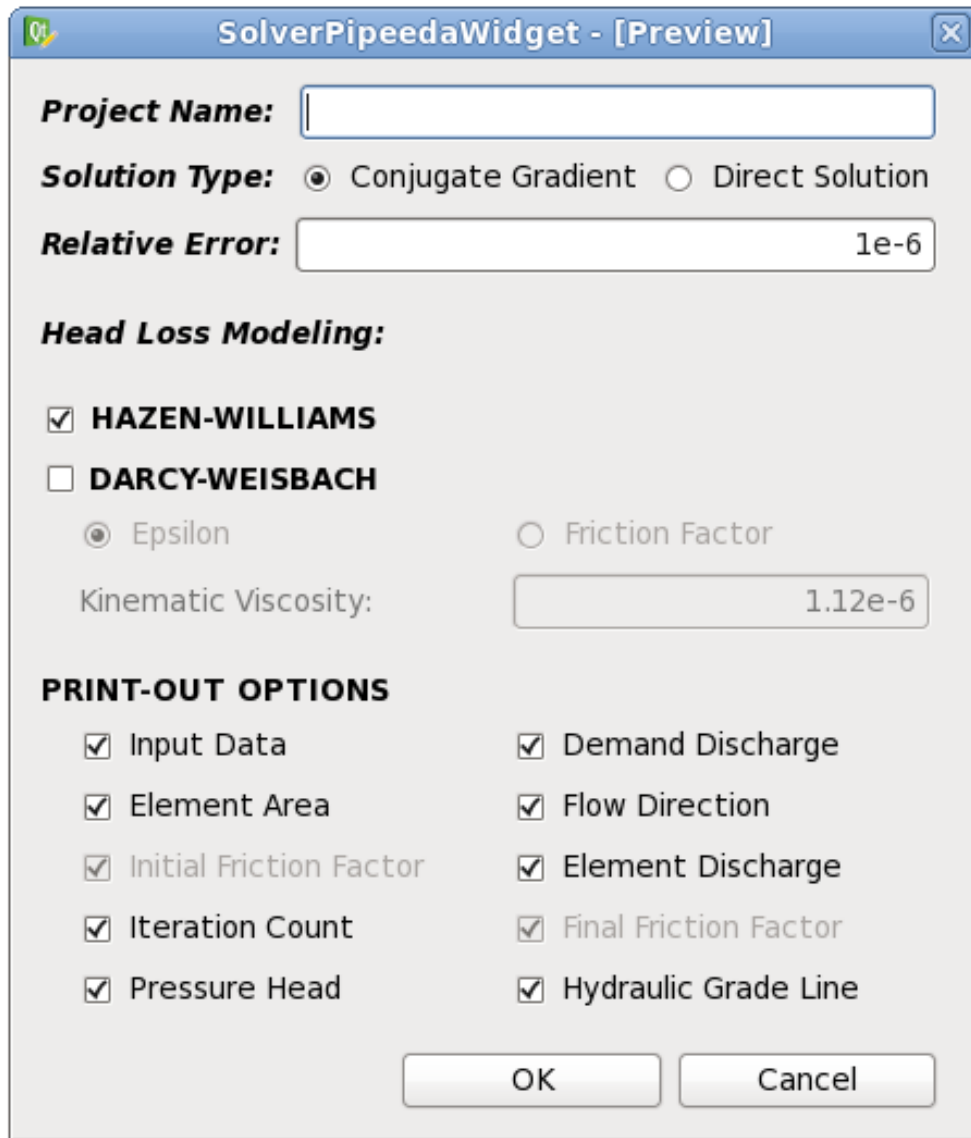 SolverPipeedaWidget - [Preview]
Project Name:
Solution Type: Conjugate Gradient Direct Solution
Relative Error: 1e-6
Head Loss Modeling:
HAZEN-WILLIAMS
DARCY-WEISBACH
Epsilon Friction Factor
Kinematic Viscosity: 1.12e-6
PRINT-OUT OPTIONS
Input Data Demand Discharge
Element Area Flow Direction
Initial Friction Factor Element Discharge
Iteration Count Final Friction Factor
Pressure Head Hydraulic Grade Line
OK Cancel